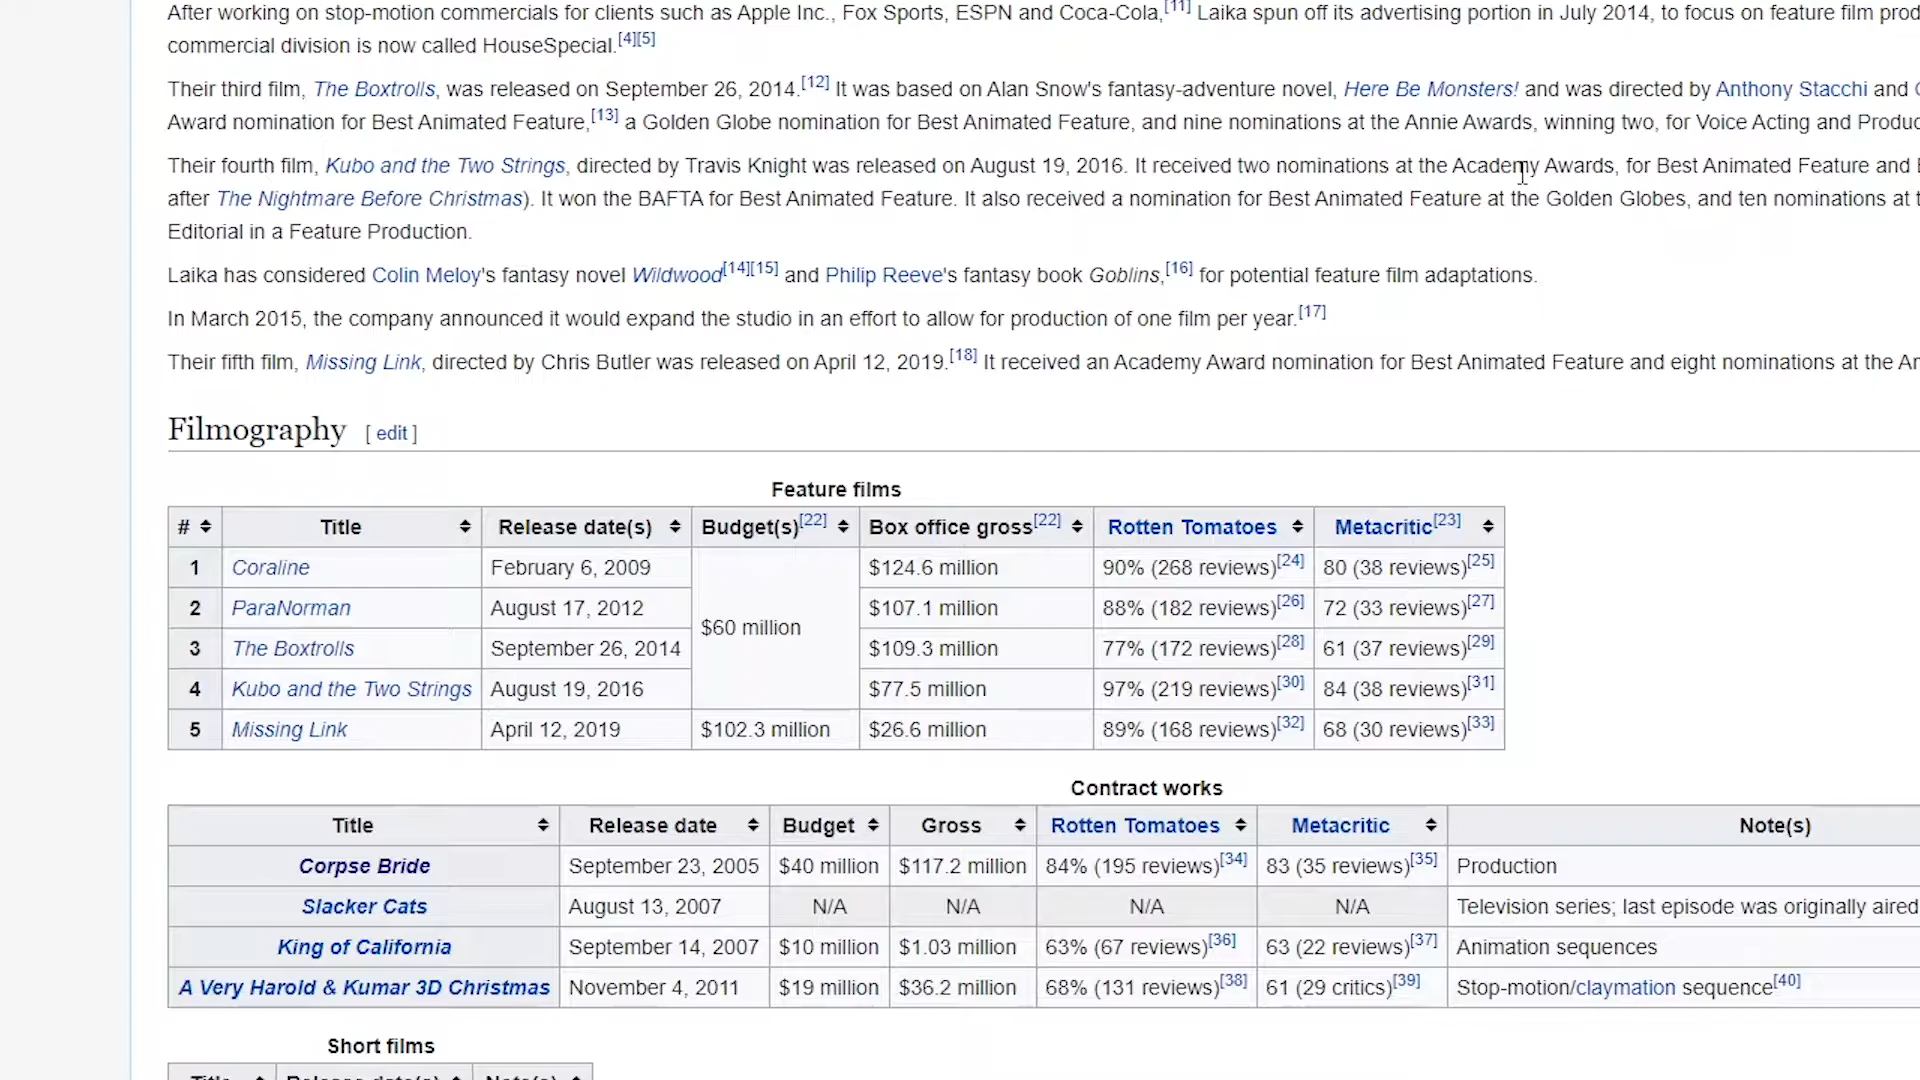 After working on stop-motion commercials for clients such as Apple Inc., Fox Sports, ESPN and Coca-Cola,[11] Laika spun off its advertising portion in July 2014, to focus on feature film
commercial division is now called HouseSpecial.[4][5]
Their third film, The Boxtrolls, was released on September 26, 2014.[12] It was based on Alan Snow's fantasy-adventure novel, Here Be Monsters! and was directed by Anthony Stacchi and
Award nomination for Best Animated Feature,[13] a Golden Globe nomination for Best Animated Feature, and nine nominations at the Annie Awards, winning two, for Voice Acting and
Their fourth film, Kubo and the Two Strings, directed by Travis Knight was released on August 19, 2016. It received two nominations at the Academy Awards, for Best Animated Feature and
after The Nightmare Before Christmas). It won the BAFTA for Best Animated Feature. It also received a nomination for Best Animated Feature at the Golden Globes, and ten nominations at
Editorial in a Feature Production.
Laika has considered Colin Meloy's fantasy novel Wildwood[14][15] and Philip Reeve's fantasy book Goblins,[16] for potential feature film adaptations.
In March 2015, the company announced it would expand the studio in an effort to allow for production of one film per year.[17]
Their fifth film, Missing Link, directed by Chris Butler was released on April 12, 2019.[18] It received an Academy Award nomination for Best Animated Feature and eight nominations at the
Filmography [ edit ]
Feature films
# Title Release date(s) Budget(s)[22] Box office gross[22] Rotten Tomatoes Metacritic[23]
1 Coraline February 6, 2009 $124.6 million 90% (268 reviews)[24] 80 (38 reviews)[25]
2 ParaNorman August 17, 2012 $107.1 million 88% (182 reviews)[26] 72 (33 reviews)[27]
$60 million
3 The Boxtrolls September 26, 2014 $109.3 million 77% (172 reviews)[28] 61 (37 reviews)[29]
4 Kubo and the Two Strings August 19, 2016 $77.5 million 97% (219 reviews)[30] 84 (38 reviews)[31]
5 Missing Link April 12, 2019 $102.3 million $26.6 million 89% (168 reviews)[32] 68 (30 reviews)[33]
Contract works
Title Release date Budget Gross Rotten Tomatoes Metacritic Note(s)
Corpse Bride September 23, 2005 $40 million $117.2 million 84% (195 reviews)[34] 83 (35 reviews)[35] Production
Slacker Cats August 13, 2007 N/A N/A N/A N/A Television series; last episode was originally aired
King of California September 14, 2007 $10 million $1.03 million 63% (67 reviews)[36] 63 (22 reviews)[37] Animation sequences
A Very Harold & Kumar 3D Christmas November 4, 2011 $19 million $36.2 million 68% (131 reviews)[38] 61 (29 critics)[39] Stop-motion/claymation sequence[40]
Short films
Title Release date(s) Note(s)